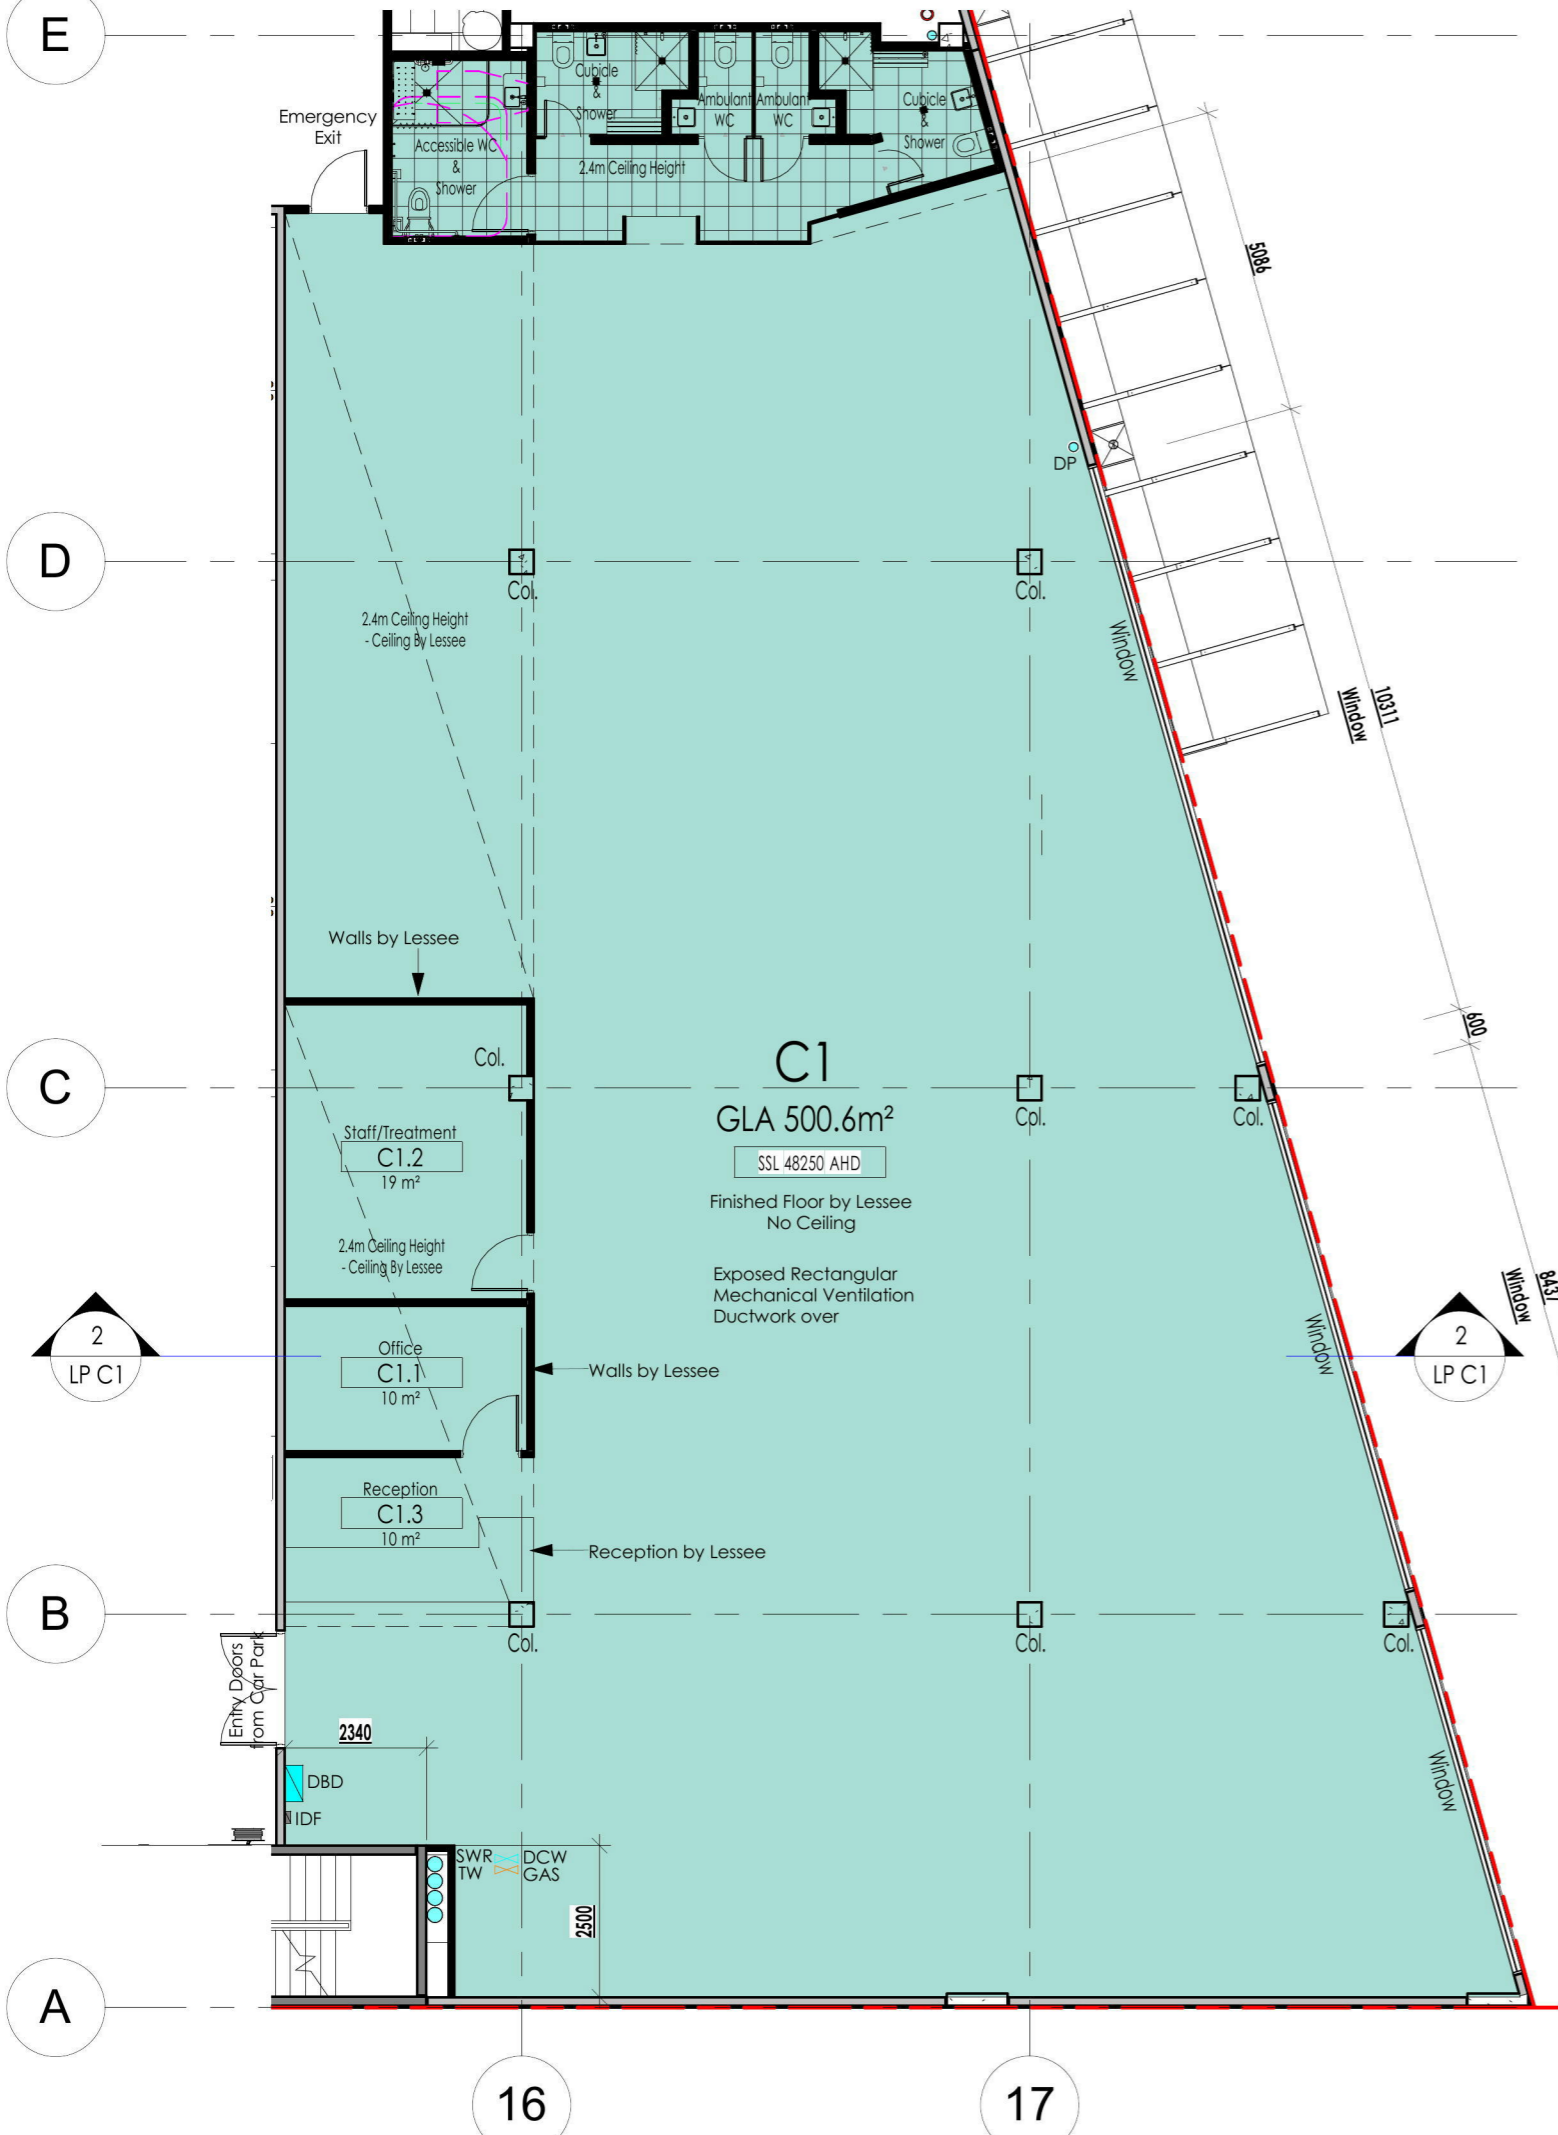 E
Emergency
Exit
Cubicle
&
Shower
Ambulant
WC
Ambulant
WC
Cubicle
&
Shower
Accessible WC
&
Shower
2.4m Ceiling Height
5086
DP
D
Col.
Col.
2.4m Ceiling Height
- Ceiling By Lessee
Window
10311
Window
Walls by Lessee
600
C
Col.
C1
GLA 500.6m²
SSL 48250 AHD
Finished Floor by Lessee
No Ceiling
Exposed Rectangular
Mechanical Ventilation
Ductwork over
Col.
Col.
Staff/Treatment
C1.2
19 m²
2.4m Ceiling Height
- Ceiling By Lessee
8437
Window
2
LP C1
Office
C1.1
10 m²
Walls by Lessee
Window
2
LP C1
Reception
C1.3
10 m²
Reception by Lessee
B
Col.
Col.
Col.
Entry Doors
from Car Park
2340
DBD
IDF
Window
SWR
TW
DCW
GAS
2500
A
16
17